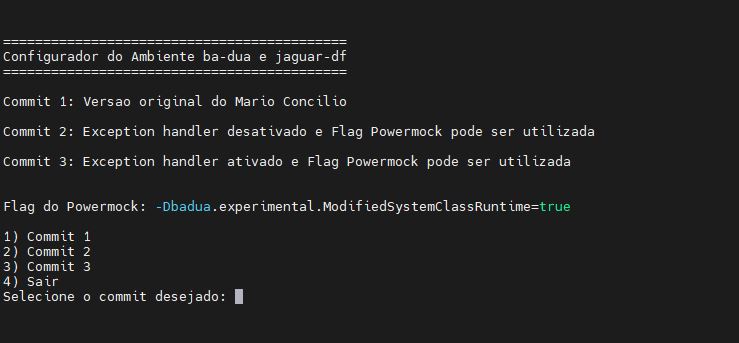 ===========================================
Configurador do Ambiente ba-dua e jaguar-df
===========================================
Commit 1: Versao original do Mario Concilio
Commit 2: Exception handler desativado e Flag Powermock pode ser utilizada
Commit 3: Exception handler ativado e Flag Powermock pode ser utilizada
Flag do Powermock: -Dbadua.experimental.ModifiedSystemClassRuntime=true
1) Commit 1
2) Commit 2
3) Commit 3
4) Sair
Selecione o commit desejado: